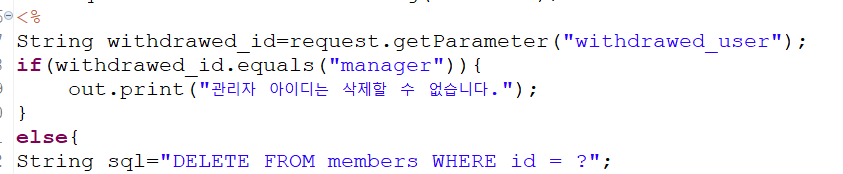 <%
String withdrawed_id=request.getParameter("withdrawed_user");
if(withdrawed_id.equals("manager")){
    out.print("관리자 아이디는 삭제할 수 없습니다.");
}
else{
String sql="DELETE FROM members WHERE id = ?";